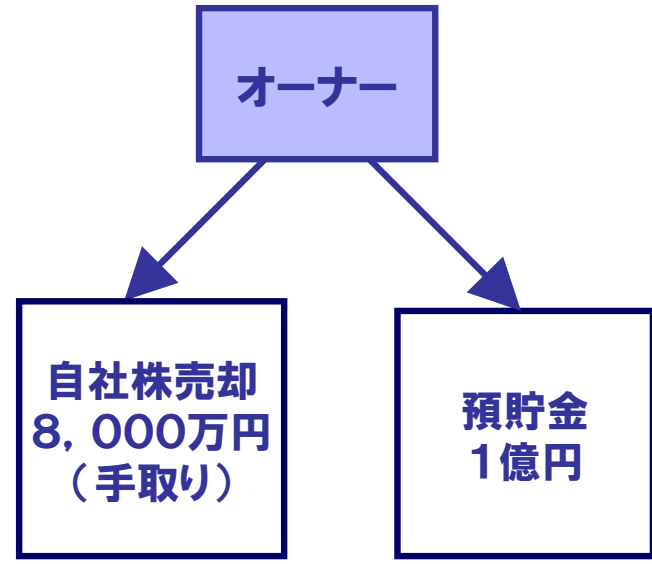 オーナー
自社株売却
8，000万円
（手取り）
預貯金
1億円